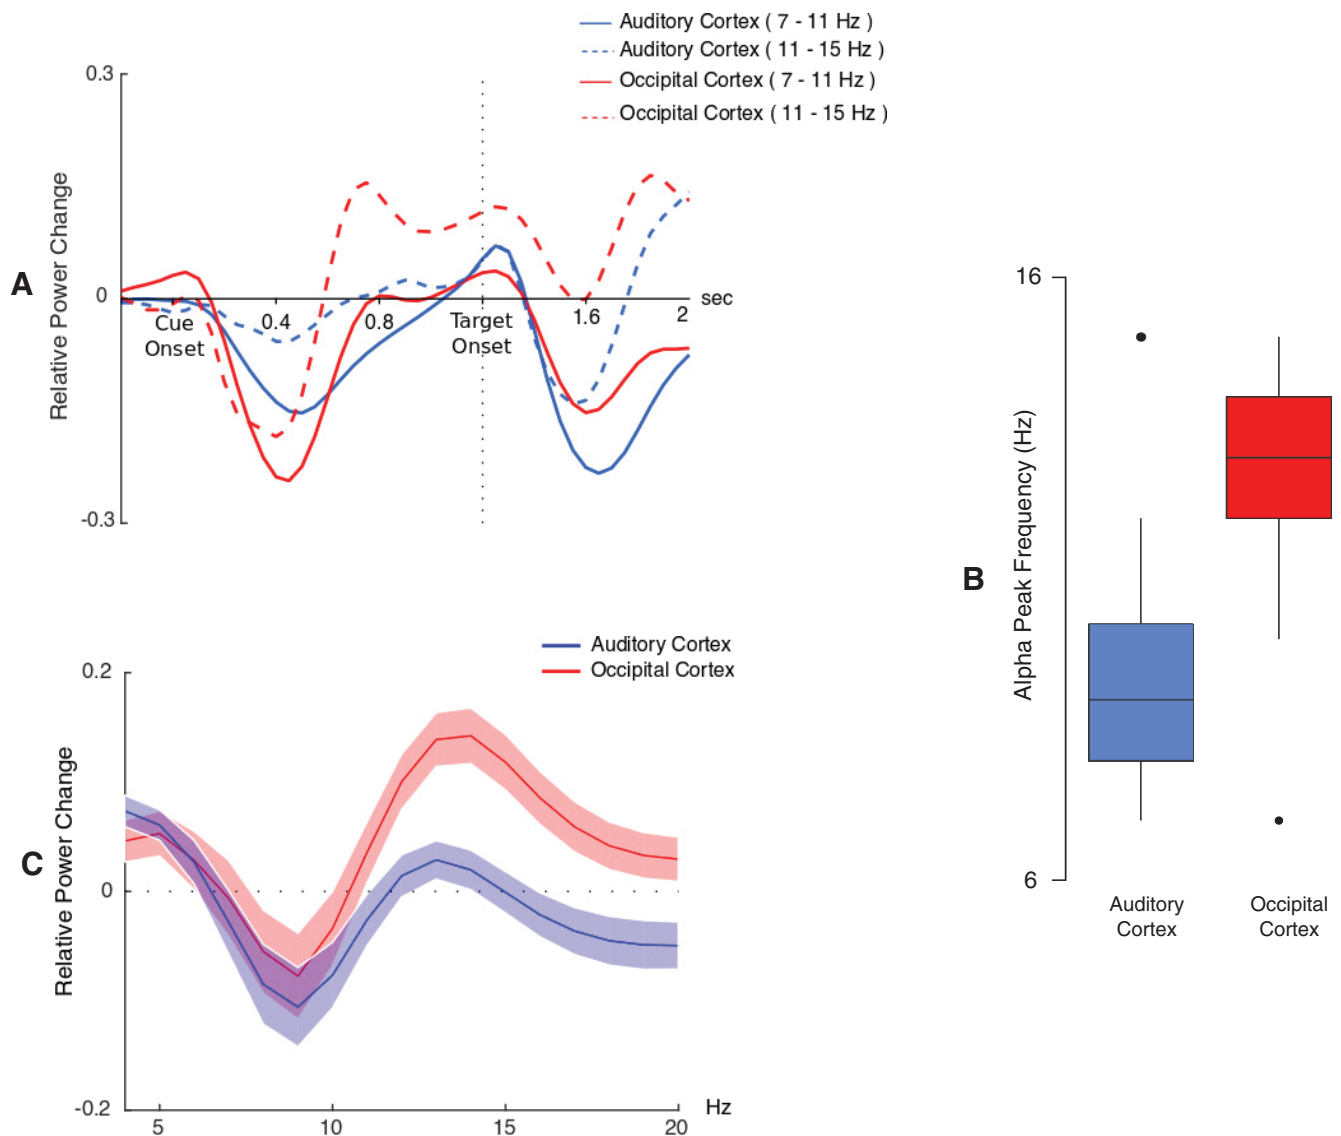 Auditory Cortex ( 7 - 11 Hz )
Auditory Cortex ( 11 - 15 Hz )
Occipital Cortex ( 7 - 11 Hz )
Occipital Cortex ( 11 - 15 Hz )
A
Relative Power Change
0.3
0
-0.3
Cue
Onset
0.4
0.8
Target
Onset
1.6
2
sec
B
Alpha Peak Frequency (Hz)
16
6
Auditory
Cortex
Occipital
Cortex
C
Auditory Cortex
Occipital Cortex
Relative Power Change
0.2
0
-0.2
5
10
15
20
Hz